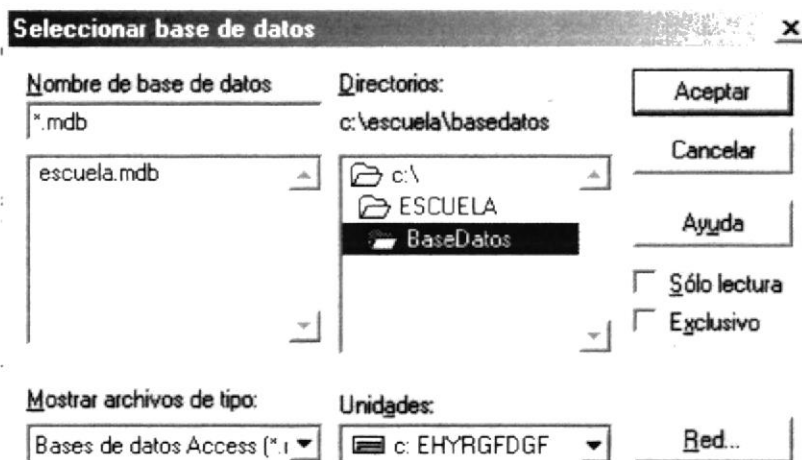 Seleccionar base de datos
Nombre de base de datos
*.mdb
escuela.mdb
Mostrar archivos de tipo:
Bases de datos Access (*.
Directorios:
c:\escuela\basedatos
c:\
ESCUELA
BaseDatos
Unidades:
c: EHYRGFDGF
Aceptar
Cancelar
Ayuda
Sólo lectura
Exclusivo
Red...